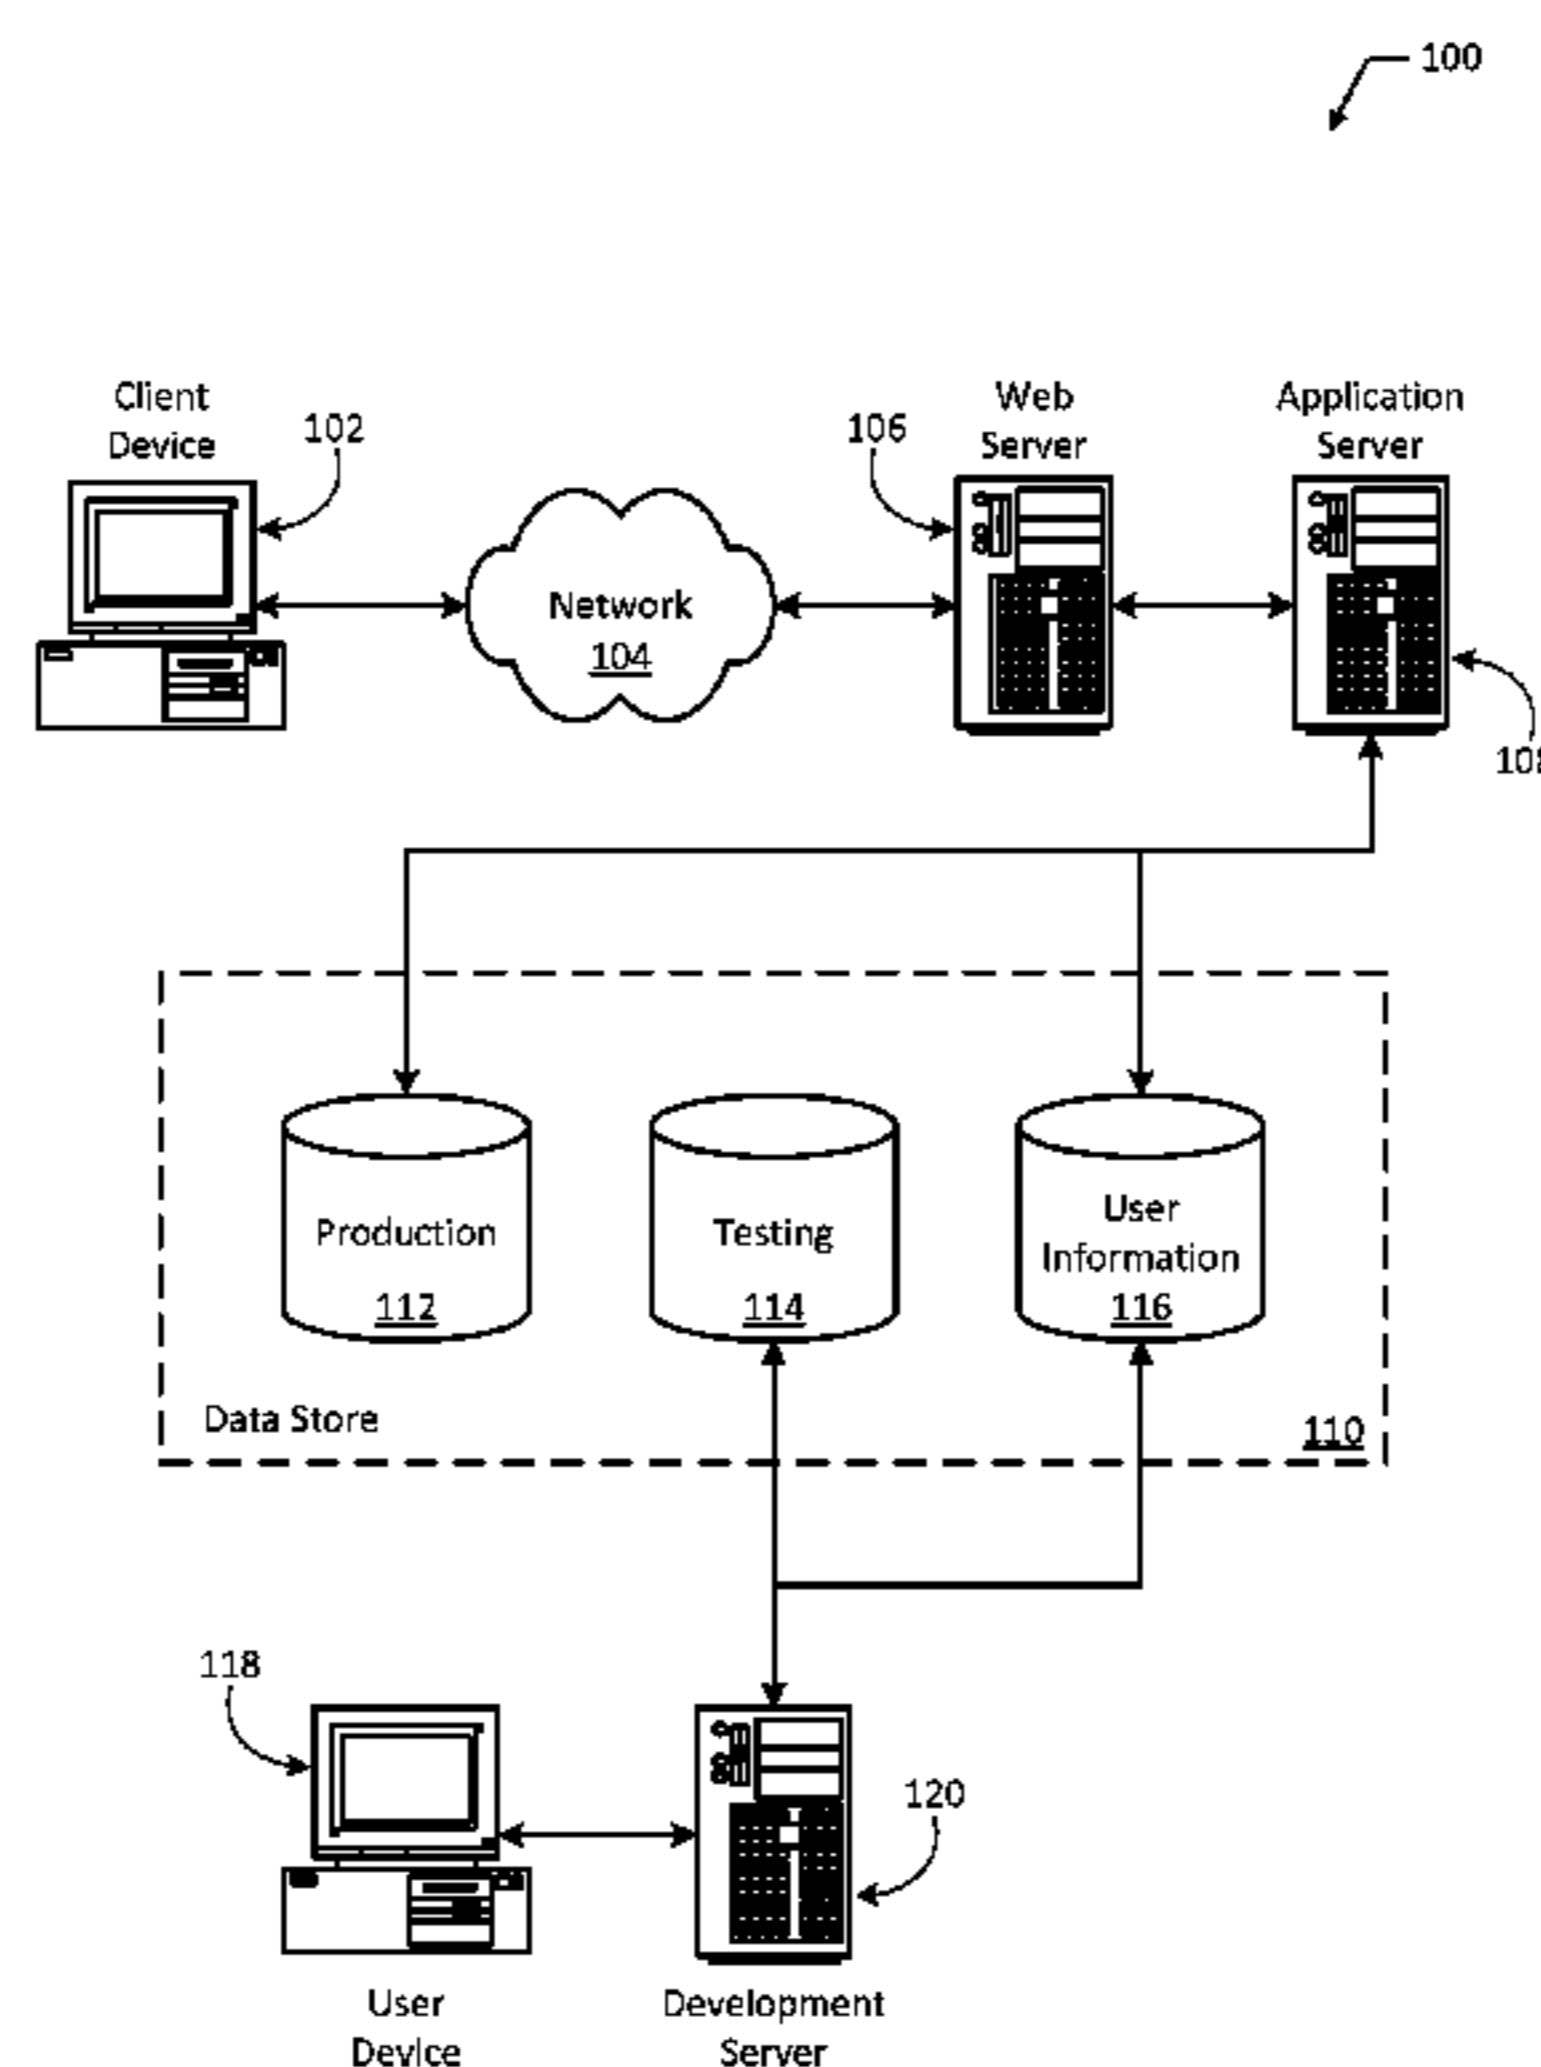 100
Client
Device
102
106
Web
Server
Application
Server
Network
104
108
Production
112
Testing
114
User
Information
116
Data Store
110
118
120
User
Device
Development
Server